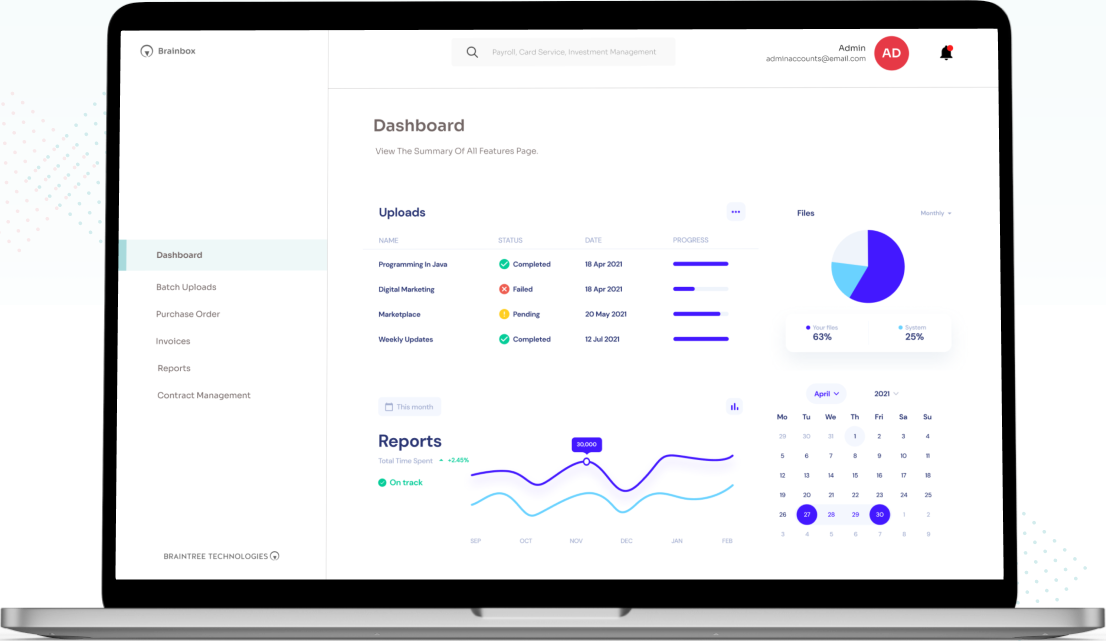 Brainbox
Payroll, Card Service, Investment Management
Admin
adminaccounts@email.com
AD
Dashboard
Batch Uploads
Purchase Order
Invoices
Reports
Contract Management
BRAINTREE TECHNOLOGIES
Dashboard
View The Summary Of All Features Page.
Uploads
NAME STATUS DATE PROGRESS
Programming In Java Completed 18 Apr 2021
Digital Marketing Failed 18 Apr 2021
Marketplace Pending 20 May 2021
Weekly Updates Completed 12 Jul 2021
Files
Monthly
Your files System
63% 25%
This month
Reports
Total Time Spent +2.45%
On track
30,000
SEP OCT NOV DEC JAN FEB
April 2021
Mo Tu We Th Fri Sa Su
29 30 31 1 2 3 4
5 6 7 8 9 10 11
12 13 14 15 16 17 18
19 20 21 22 23 24 25
26 27 28 29 30 1 2
3 4 5 6 7 8 9